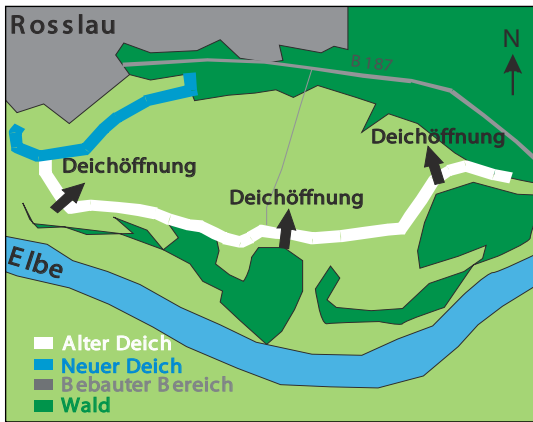 Rosslau
N
B 187
Deichöffnung
Deichöffnung
Deichöffnung
Elbe
Alter Deich
Neuer Deich
Bebauter Bereich
Wald